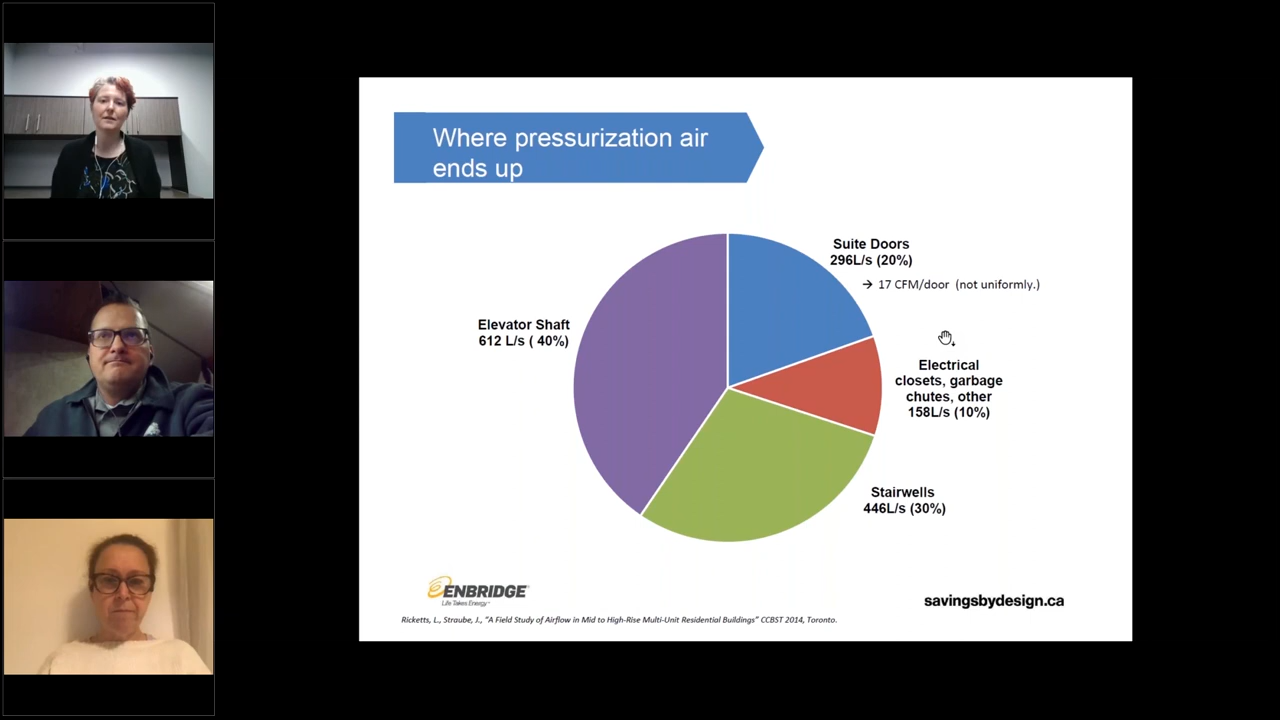 Where pressurization air
ends up
Suite Doors
296L/s (20%)
→ 17 CFM/door (not uniformly.)
Elevator Shaft
612 L/s ( 40%)
Electrical
closets, garbage
chutes, other
158L/s (10%)
Stairwells
446L/s (30%)
ENBRIDGE
Life Takes Energy™
savingsbydesign.ca
Ricketts, L., Straube, J., "A Field Study of Airflow in Mid to High-Rise Multi-Unit Residential Buildings" CCBST 2014, Toronto.